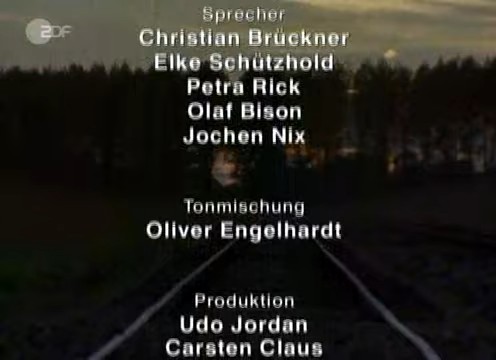 Sprecher
ZDF
Christian Brückner
Elke Schützhold
Petra Rick
Olaf Bison
Jochen Nix
Tonmischung
Oliver Engelhardt
Produktion
Udo Jordan
Carsten Claus